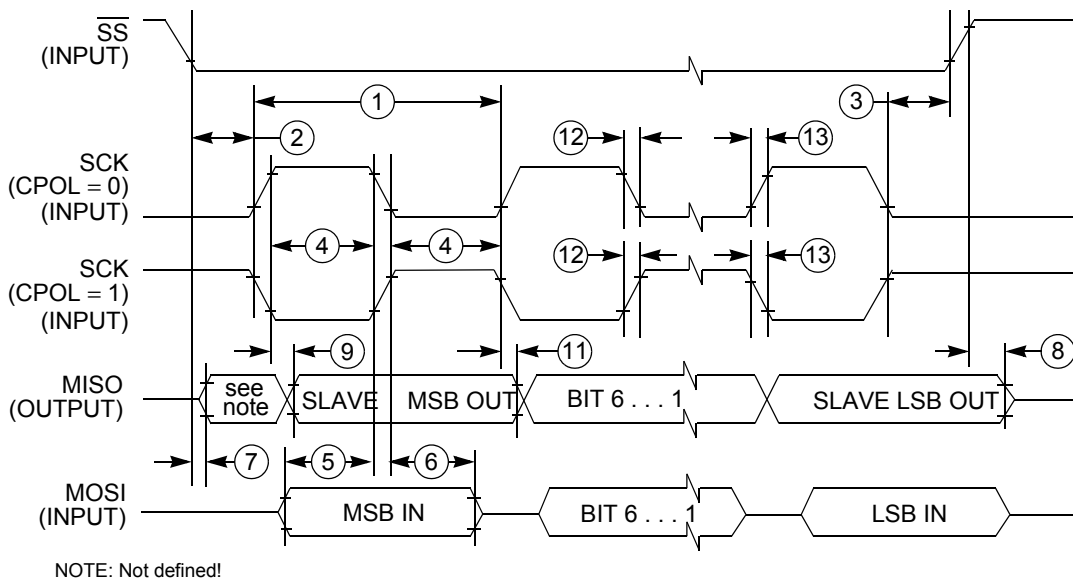 SS
(INPUT)
1
3
2
12
13
SCK
(CPOL = 0)
(INPUT)
4
4
12
13
SCK
(CPOL = 1)
(INPUT)
9
11
8
MISO
(OUTPUT)
see
note
SLAVE
MSB OUT
BIT 6 . . . 1
SLAVE LSB OUT
7
5
6
MOSI
(INPUT)
MSB IN
BIT 6 . . . 1
LSB IN
NOTE: Not defined!